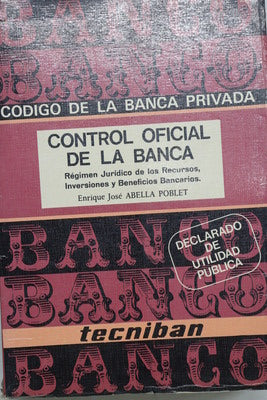 BANCO
BANCO
CODIGO DE LA BANCA PRIVADA
CONTROL OFICIAL
DE LA BANCA
Régimen Jurídico de los Recursos,
Inversiones y Beneficios Bancarios.
Enrique José ABELLA POBLET
BANCO
DECLARADO
DE
UTILIDAD
PUBLICA
BANCO
tecniban
BANCO